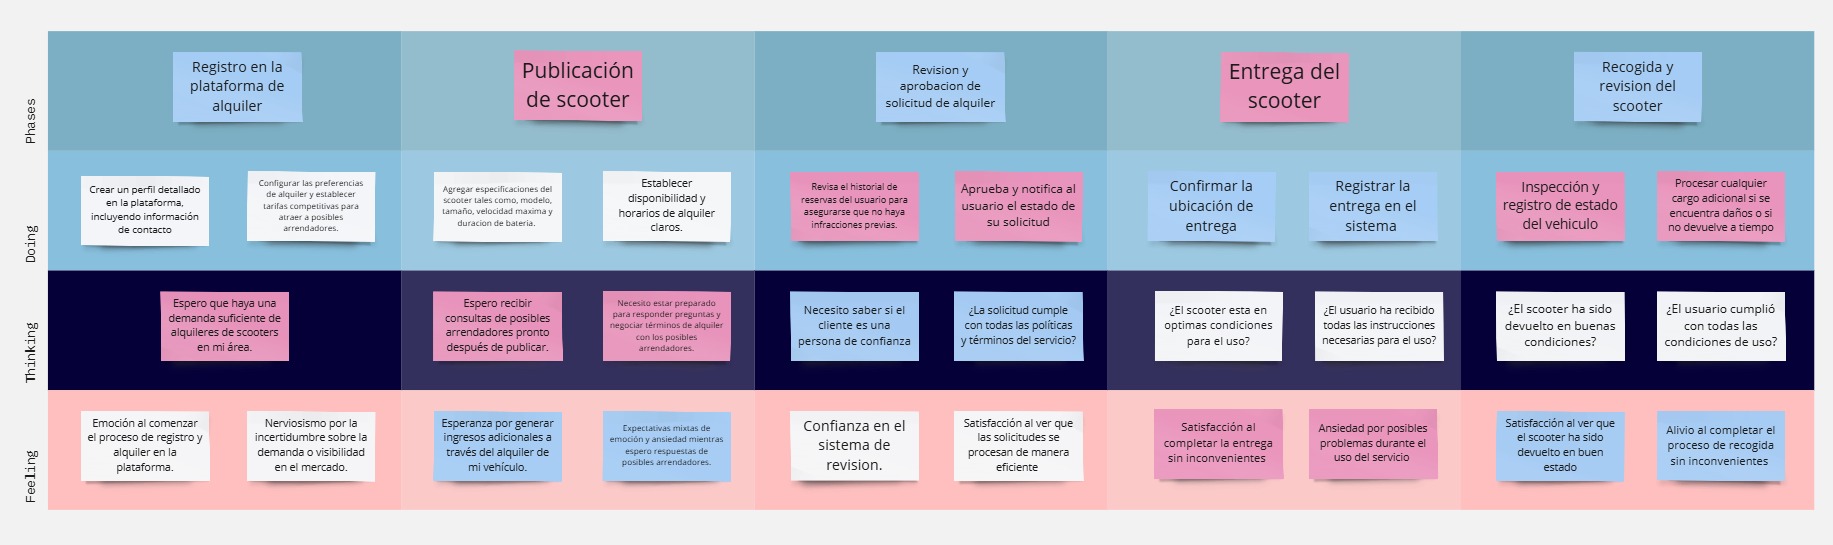 Phases
Registro en la
plataforma de
alquiler
Publicación
de scooter
Revision y
aprobacion de
solicitud de alquiler
Entrega del
scooter
Recogida y
revision del
scooter
Doing
Crear un perfil detallado
en la plataforma,
incluyendo información
de contacto
Configurar las preferencias
de alquiler y establecer
tarifas competitivas para
atraer a posibles
arrendadores.
Agregar especificaciones del
scooter tales como, modelo,
tamaño, velocidad maxima y
duracion de bateria.
Establecer
disponibilidad y
horarios de alquiler
claros.
Revisa el historial de
reservas del usuario para
asegurarse que no haya
infracciones previas.
Aprueba y notifica al
usuario el estado de
su solicitud
Confirmar la
ubicación de
entrega
Registrar la
entrega en el
sistema
Inspección y
registro de estado
del vehiculo
Procesar cualquier
cargo adicional si se
encuentra daños o si
no devuelve a tiempo
Thinking
Espero que haya una
demanda suficiente de
alquileres de scooters
en mi área.
Espero recibir
consultas de posibles
arrendadores pronto
después de publicar.
Necesito estar preparado
para responder preguntas y
negociar términos de alquiler
con los posibles
arrendadores.
Necesito saber si el
cliente es una
persona de confianza
¿La solicitud cumple
con todas las políticas
y términos del servicio?
¿El scooter esta en
optimas condiciones
para el uso?
¿El usuario ha recibido
todas las instrucciones
necesarias para el uso?
¿El scooter ha sido
devuelto en buenas
condiciones?
¿El usuario cumplió
con todas las
condiciones de uso?
Feeling
Emoción al comenzar
el proceso de registro y
alquiler en la
plataforma.
Nerviosismo por la
incertidumbre sobre la
demanda o visibilidad
en el mercado.
Esperanza por generar
ingresos adicionales a
través del alquiler de
mi vehículo.
Expectativas mixtas de
emoción y ansiedad mientras
espero respuestas de
posibles arrendadores.
Confianza en el
sistema de
revision.
Satisfacción al ver que
las solicitudes se
procesan de manera
eficiente
Satisfacción al
completar la entrega
sin inconvenientes
Ansiedad por posibles
problemas durante el
uso del servicio
Satisfacción al ver que
el scooter ha sido
devuelto en buen
estado
Alivio al completar el
proceso de recogida
sin inconvenientes